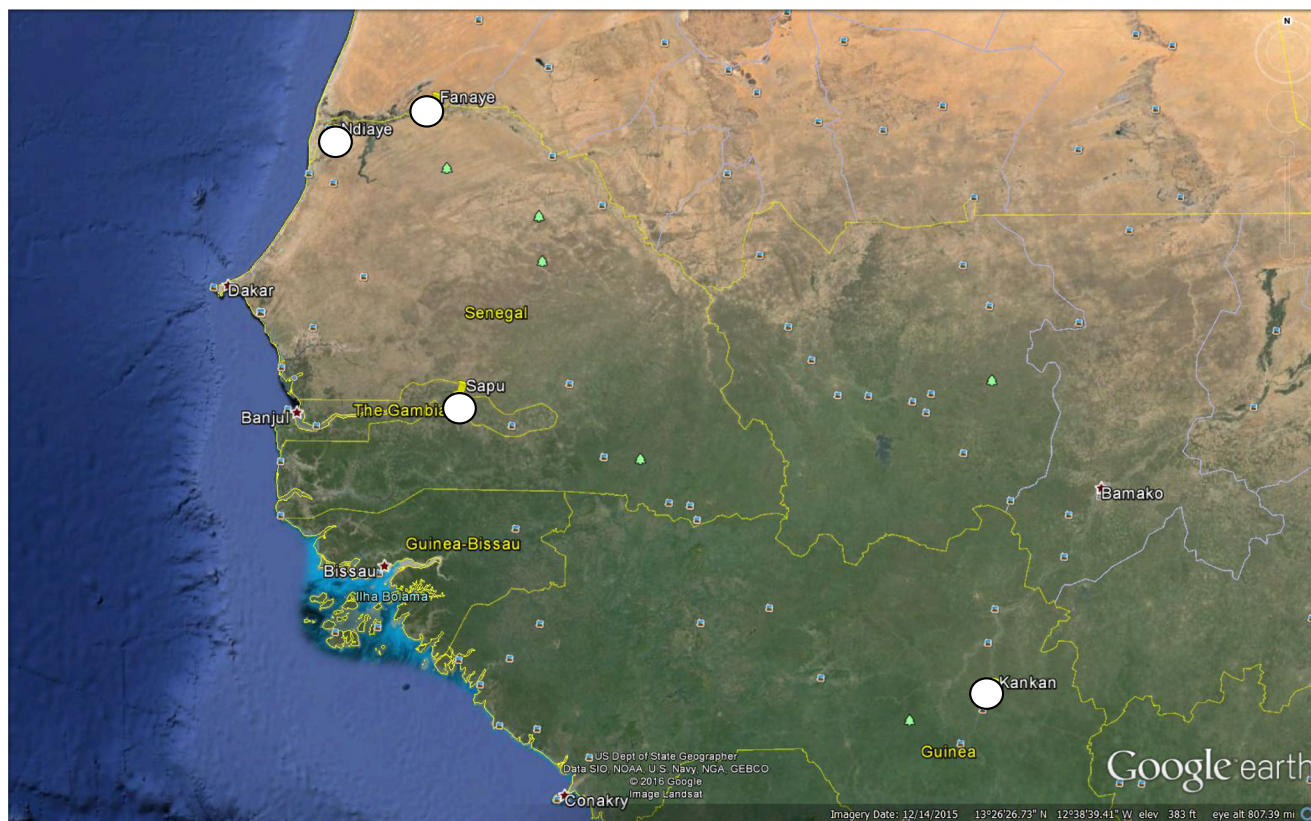 N
Fanaye
Ndiaye
Dakar
Senegal
Sapu
Banjul
The Gambia
Bamako
Guinea-Bissau
Bissau
Ilha Bolama
Kankan
Guinea
US Dept of State Geographer
Data SIO, NOAA, U.S. Navy, NGA, GEBCO
© 2016 Google
Image Landsat
Google earth
Conakry
Imagery Date: 12/14/2015 13°26'26.73" N 12°38'39.41" W elev 383 ft eye alt 807.39 mi